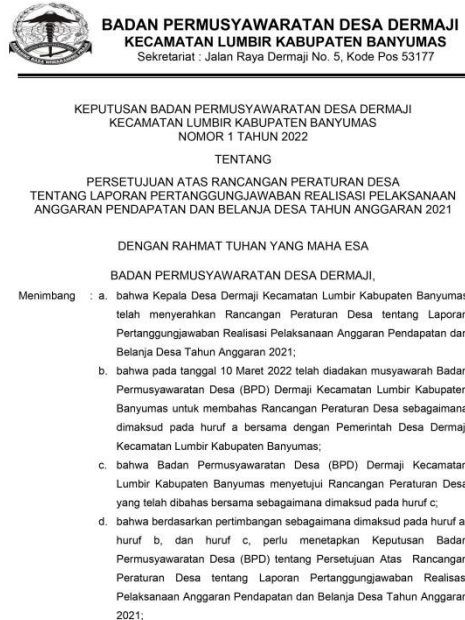 BADAN PERMUSYAWARATAN DESA DERMAJI
KECAMATAN LUMBIR KABUPATEN BANYUMAS
Sekretariat : Jalan Raya Dermaji No. 5, Kode Pos 53177
KEPUTUSAN BADAN PERMUSYAWARATAN DESA DERMAJI
KECAMATAN LUMBIR KABUPATEN BANYUMAS
NOMOR 1 TAHUN 2022
TENTANG
PERSETUJUAN ATAS RANCANGAN PERATURAN DESA
TENTANG LAPORAN PERTANGGUNGJAWABAN REALISASI PELAKSANAAN
ANGGARAN PENDAPATAN DAN BELANJA DESA TAHUN ANGGARAN 2021
DENGAN RAHMAT TUHAN YANG MAHA ESA
BADAN PERMUSYAWARATAN DESA DERMAJI,
Menimbang : a. bahwa Kepala Desa Dermaji Kecamatan Lumbir Kabupaten Banyumas
telah menyerahkan Rancangan Peraturan Desa tentang Laporan
Pertanggungjawaban Realisasi Pelaksanaan Anggaran Pendapatan dan
Belanja Desa Tahun Anggaran 2021;
b. bahwa pada tanggal 10 Maret 2022 telah diadakan musyawarah Badan
Permusyawaratan Desa (BPD) Dermaji Kecamatan Lumbir Kabupaten
Banyumas untuk membahas Rancangan Peraturan Desa sebagaimana
dimaksud pada huruf a bersama dengan Pemerintah Desa Dermaj
Kecamatan Lumbir Kabupaten Banyumas;
c. bahwa Badan Permusyawaratan Desa (BPD) Dermaji Kecamatan
Lumbir Kabupaten Banyumas menyetujui Rancangan Peraturan Desa
yang telah dibahas bersama sebagaimana dimaksud pada huruf c;
d. bahwa berdasarkan pertimbangan sebagaimana dimaksud pada huruf a
huruf b, dan huruf c, perlu menetapkan Keputusan Badan
Permusyawaratan Desa (BPD) tentang Persetujuan Atas Rancangan
Peraturan Desa tentang Laporan Pertanggungjawaban Realisas
Pelaksanaan Anggaran Pendapatan dan Belanja Desa Tahun Anggaran
2021;